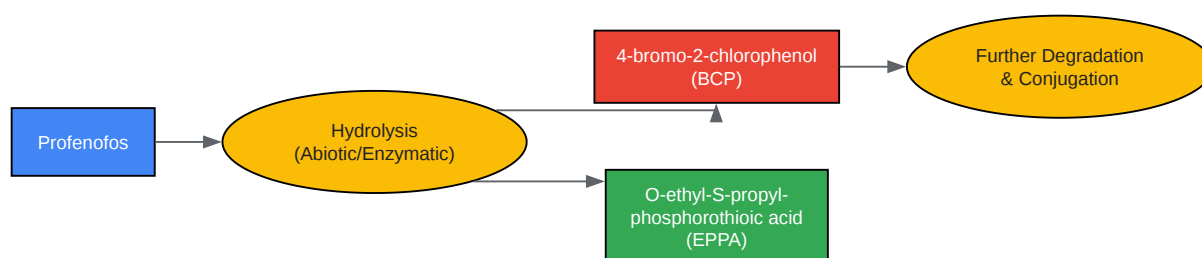 Profenofos
Hydrolysis
(Abiotic/Enzymatic)
4-bromo-2-chlorophenol
(BCP)
O-ethyl-S-propyl-
phosphorothioic acid
(EPPA)
Further Degradation
& Conjugation